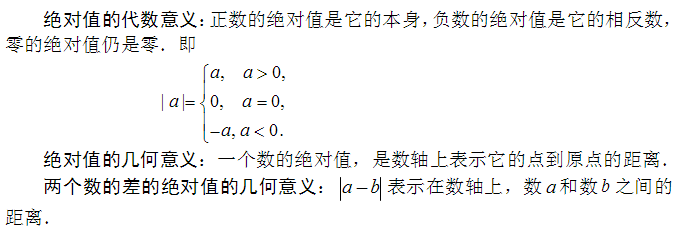 绝对值的代数意义：正数的绝对值是它的本身，负数的绝对值是它的相反数，
零的绝对值仍是零．即
|a|={a, a>0,
0, a=0,
−a, a<0.
绝对值的几何意义：一个数的绝对值，是数轴上表示它的点到原点的距离．
两个数的差的绝对值的几何意义：|a−b|表示在数轴上，数a和数b之间的
距离．